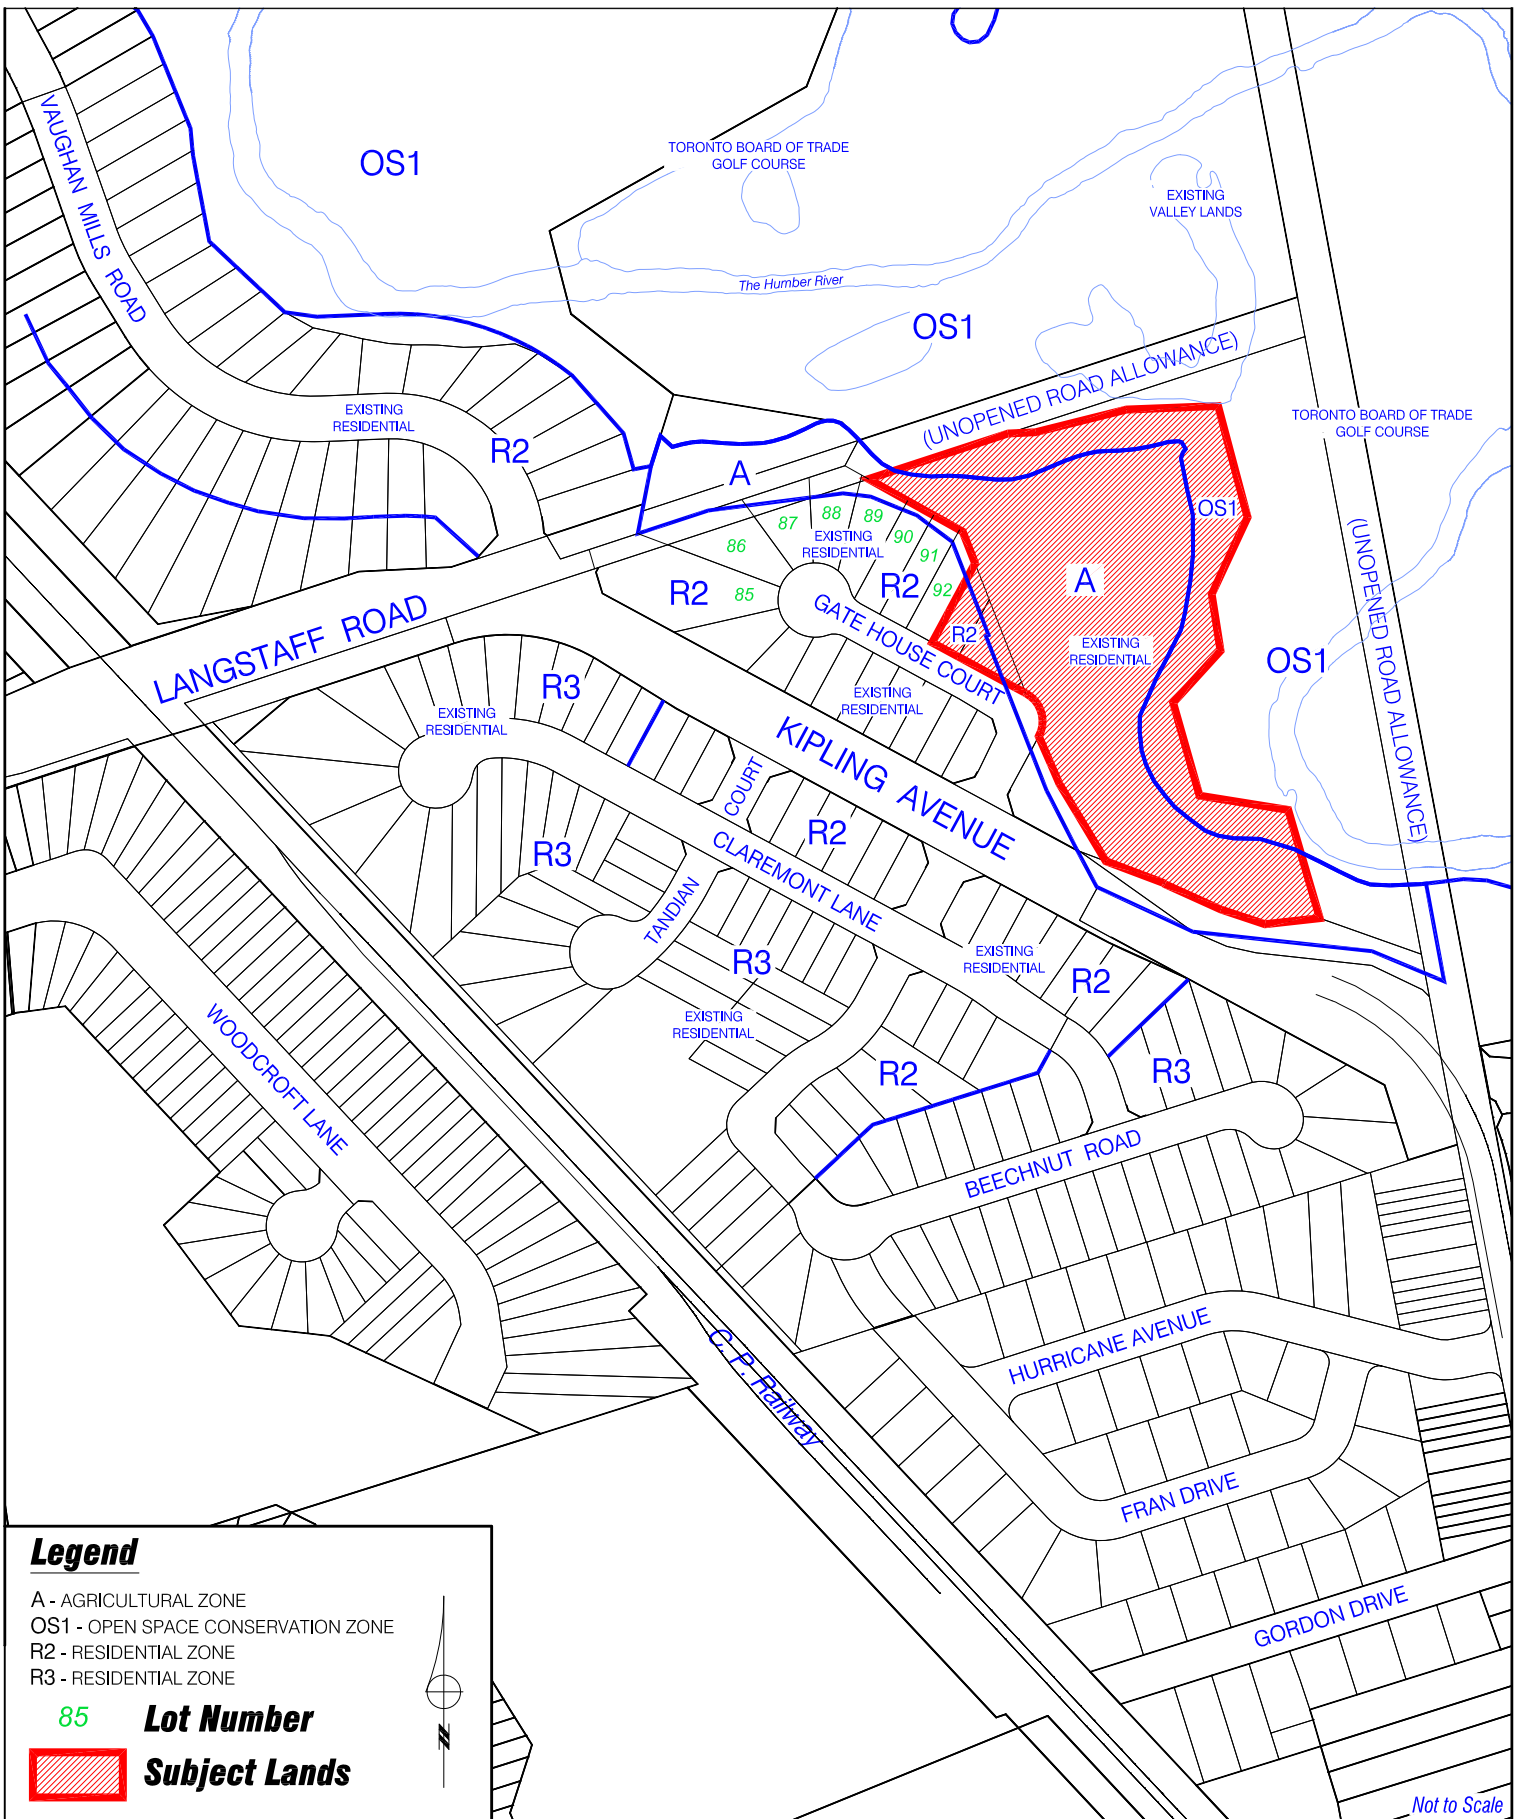 OS1
TORONTO BOARD OF TRADE
GOLF COURSE
VAUGHAN MILLS ROAD
EXISTING
VALLEY LANDS
The Humber River
OS1
(UNOPENED ROAD ALLOWANCE)
EXISTING
RESIDENTIAL
R2
TORONTO BOARD OF TRADE
GOLF COURSE
A
OS1
87
88
89
90
91
92
86
85
EXISTING
RESIDENTIAL
R2
R2
A
R2
EXISTING
RESIDENTIAL
OS1
(UNOPENED ROAD ALLOWANCE)
LANGSTAFF ROAD
GATE HOUSE COURT
EXISTING
RESIDENTIAL
R3
EXISTING
RESIDENTIAL
KIPLING AVENUE
TANDIAN COURT
R2
R3
CLAREMONT LANE
R3
EXISTING
RESIDENTIAL
R2
EXISTING
RESIDENTIAL
R2
R3
WOODCROFT LANE
BEECHNUT ROAD
C. P. Railway
HURRICANE AVENUE
FRAN DRIVE
GORDON DRIVE
Legend
A - AGRICULTURAL ZONE
OS1 - OPEN SPACE CONSERVATION ZONE
R2 - RESIDENTIAL ZONE
R3 - RESIDENTIAL ZONE
85 Lot Number
Subject Lands
N
Not to Scale